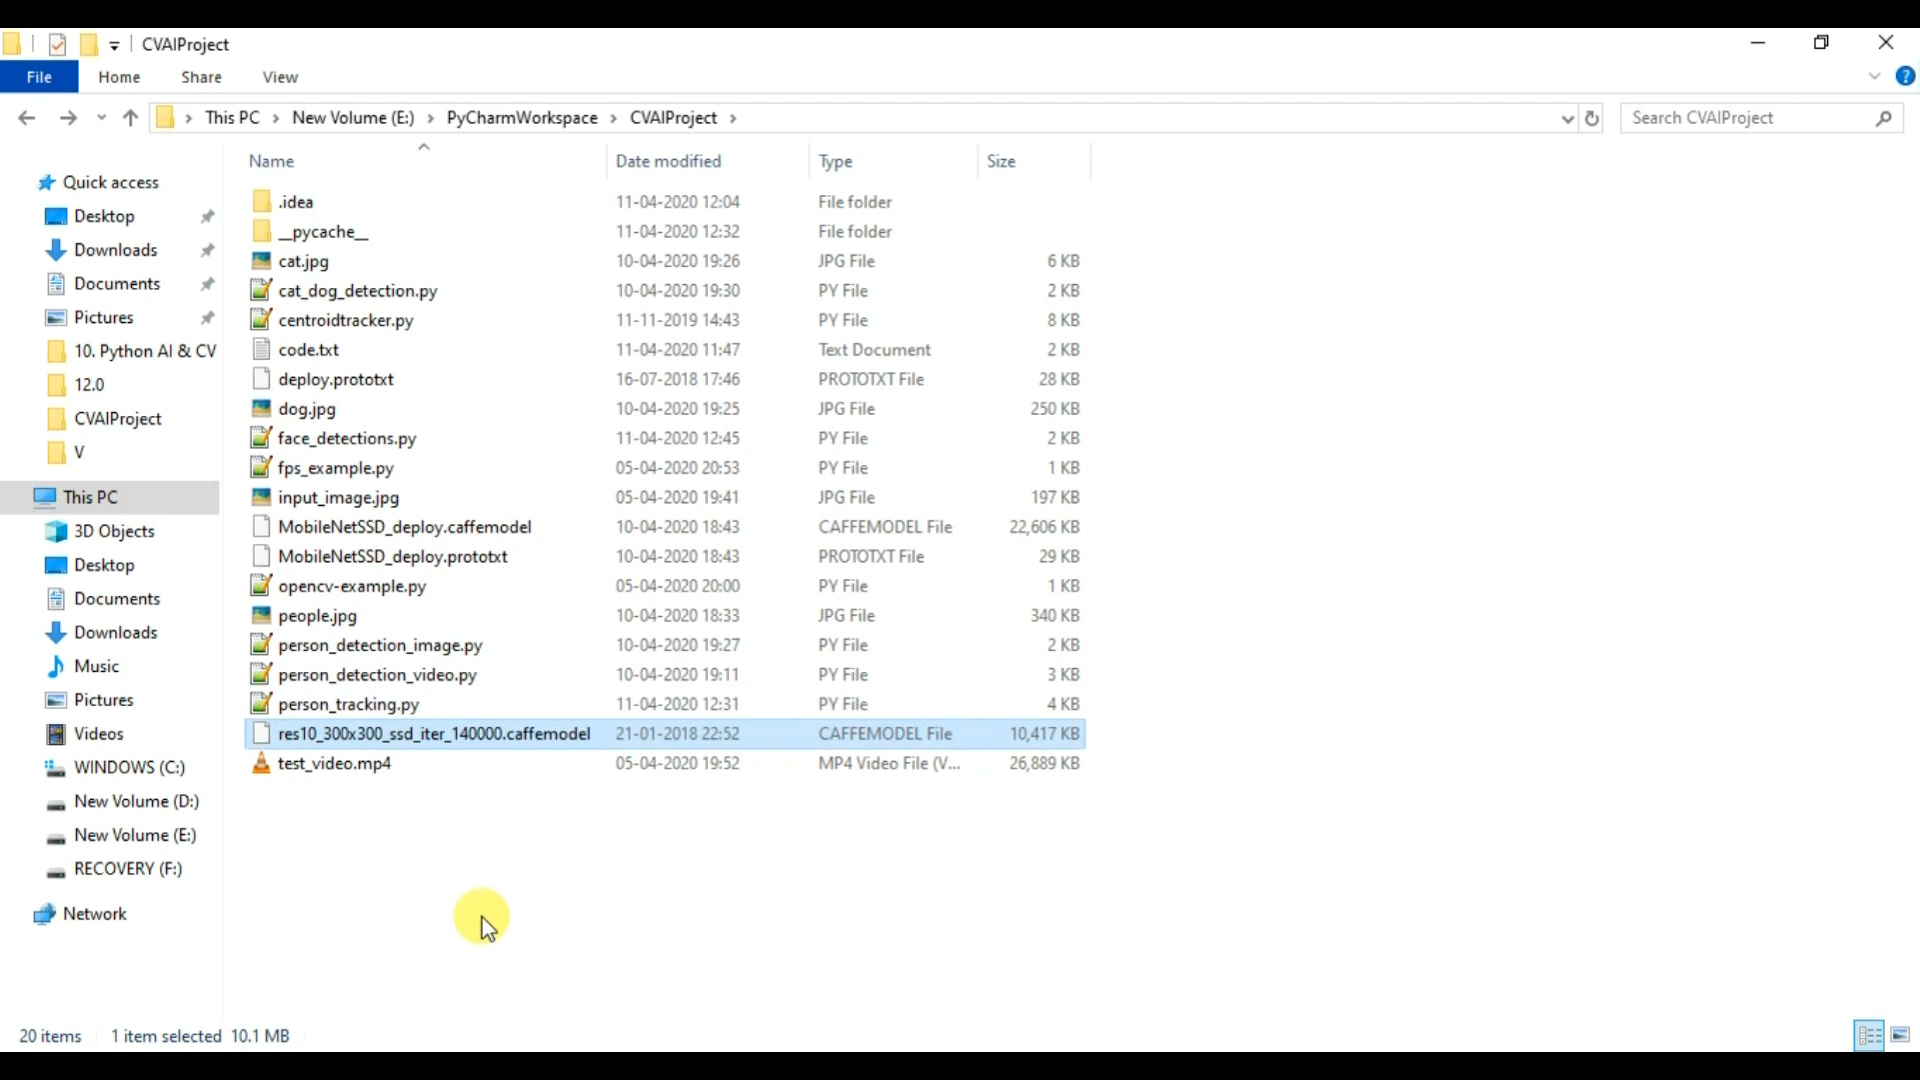 CVAIProject
File Home Share View
This PC New Volume (E:) PyCharmWorkspace CVAIProject Search CVAIProject
Name Date modified Type Size
Quick access
Desktop
Downloads
Documents
Pictures
10. Python AI & CV
12.0
CVAIProject
V
This PC
3D Objects
Desktop
Documents
Downloads
Music
Pictures
Videos
WINDOWS (C:)
New Volume (D:)
New Volume (E:)
RECOVERY (F:)
Network
.idea 11-04-2020 12:04 File folder
__pycache__ 11-04-2020 12:32 File folder
cat.jpg 10-04-2020 19:26 JPG File 6 KB
cat_dog_detection.py 10-04-2020 19:30 PY File 2 KB
centroidtracker.py 11-11-2019 14:43 PY File 8 KB
code.txt 11-04-2020 11:47 Text Document 2 KB
deploy.prototxt 16-07-2018 17:46 PROTOTXT File 28 KB
dog.jpg 10-04-2020 19:25 JPG File 250 KB
face_detections.py 11-04-2020 12:45 PY File 2 KB
fps_example.py 05-04-2020 20:53 PY File 1 KB
input_image.jpg 05-04-2020 19:41 JPG File 197 KB
MobileNetSSD_deploy.caffemodel 10-04-2020 18:43 CAFFEMODEL File 22,606 KB
MobileNetSSD_deploy.prototxt 10-04-2020 18:43 PROTOTXT File 29 KB
opencv-example.py 05-04-2020 20:00 PY File 1 KB
people.jpg 10-04-2020 18:33 JPG File 340 KB
person_detection_image.py 10-04-2020 19:27 PY File 2 KB
person_detection_video.py 10-04-2020 19:11 PY File 3 KB
person_tracking.py 11-04-2020 12:31 PY File 4 KB
res10_300x300_ssd_iter_140000.caffemodel 21-01-2018 22:52 CAFFEMODEL File 10,417 KB
test_video.mp4 05-04-2020 19:52 MP4 Video File (V... 26,889 KB
20 items 1 item selected 10.1 MB